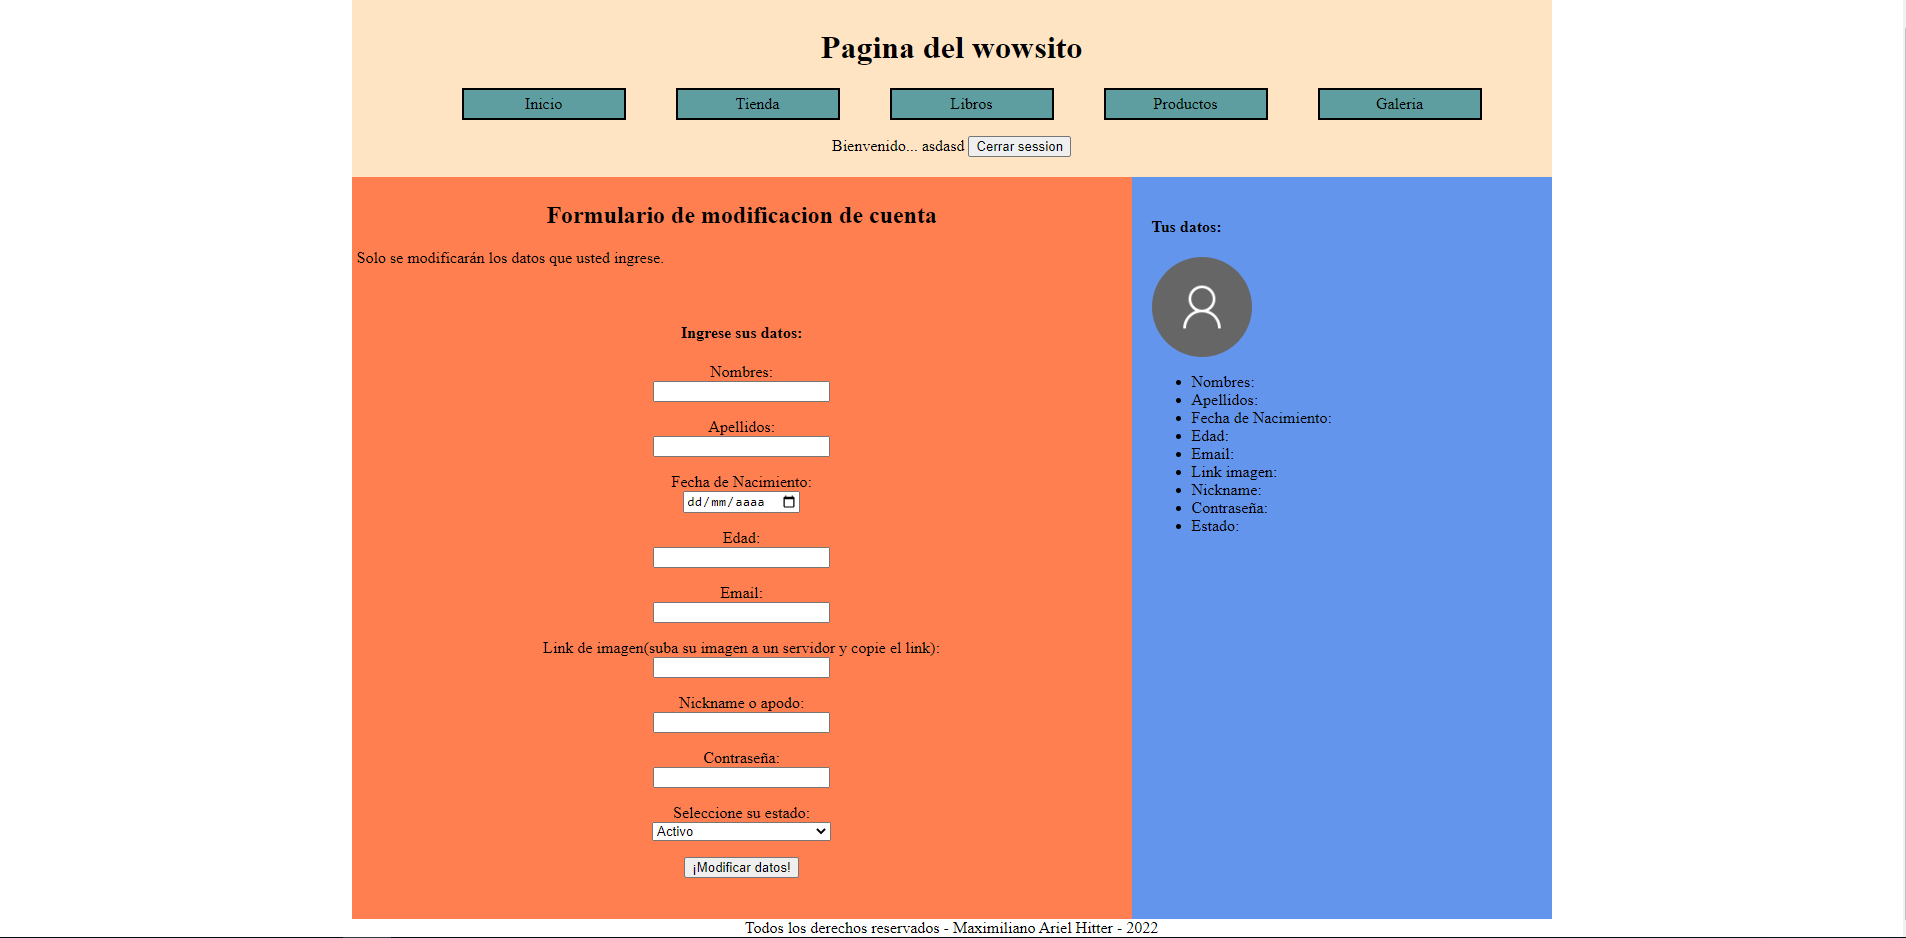 Pagina del wowsito
Inicio
Tienda
Libros
Productos
Galeria
Bienvenido... asdasd Cerrar session
Formulario de modificacion de cuenta
Solo se modificarán los datos que usted ingrese.
Ingrese sus datos:
Nombres:
Apellidos:
Fecha de Nacimiento:
dd/mm/aaaa
Edad:
Email:
Link de imagen(suba su imagen a un servidor y copie el link):
Nickname o apodo:
Contraseña:
Seleccione su estado:
Activo
¡Modificar datos!
Tus datos:
Nombres:
Apellidos:
Fecha de Nacimiento:
Edad:
Email:
Link imagen:
Nickname:
Contraseña:
Estado:
Todos los derechos reservados - Maximiliano Ariel Hitter - 2022